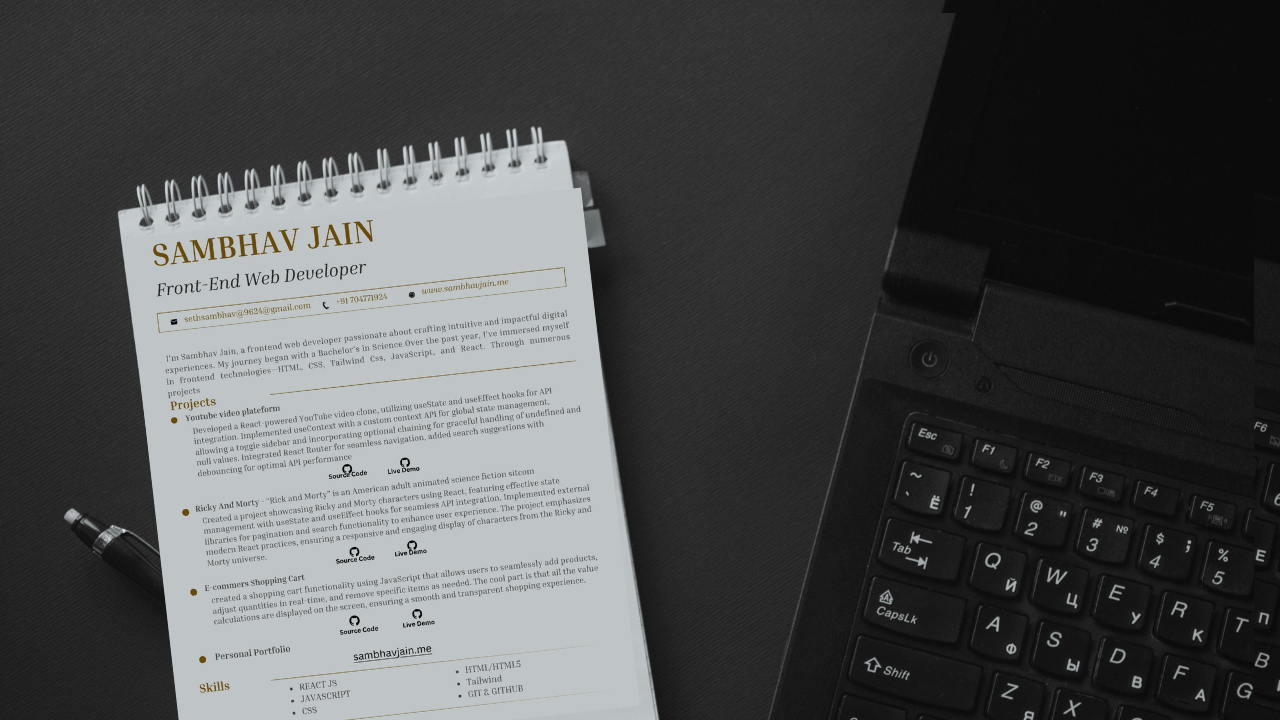 SAMBHAV JAIN
Front-End Web Developer
sethsambhav@9624@gmail.com +91 704771924 www.sambhavjain.me
I'm Sambhav Jain, a frontend web developer passionate about crafting intuitive and impactful digital
experiences. My journey began with a Bachelor's in Science.Over the past year, I've immersed myself
in frontend technologies—HTML, CSS, Tailwind Css, JavaScript, and React. Through numerous
projects
Projects
Youtube video plateform
Developed a React-powered YouTube video clone, utilizing useState and useEffect hooks for API
integration. Implemented useContext with a custom context API for global state management,
allowing a toggle sidebar and incorporating optional chaining for graceful handling of undefined and
null values. Integrated React Router for seamless navigation, added search suggestions with
debouncing for optimal API performance
Source Code Live Demo
Ricky And Morty - “Rick and Morty” is an American adult animated science fiction sitcom
Created a project showcasing Ricky and Morty characters using React, featuring effective state
management with useState and useEffect hooks for seamless API integration. Implemented external
libraries for pagination and search functionality to enhance user experience. The project emphasizes
modern React practices, ensuring a responsive and engaging display of characters from the Ricky and
Morty universe.
Source Code Live Demo
E-commers Shopping Cart
created a shopping cart functionality using JavaScript that allows users to seamlessly add products,
adjust quantities in real-time, and remove specific items as needed. The cool part is that all the value
calculations are displayed on the screen, ensuring a smooth and transparent shopping experience.
Source Code Live Demo
Personal Portfolio
sambhavjain.me
Skills
REACT JS
JAVASCRIPT
CSS
HTML/HTML5
Tailwind
GIT & GITHUB
Esc F1 F2 F3 F4 F5 F6
~ ` Ё ! 1 @ " 2 # № 3 $ ; 4 % 5 Е
Tab Q Й W Ц E У R К T П
CapsLk A Ф S Ы D В F А
Shift Z Я X